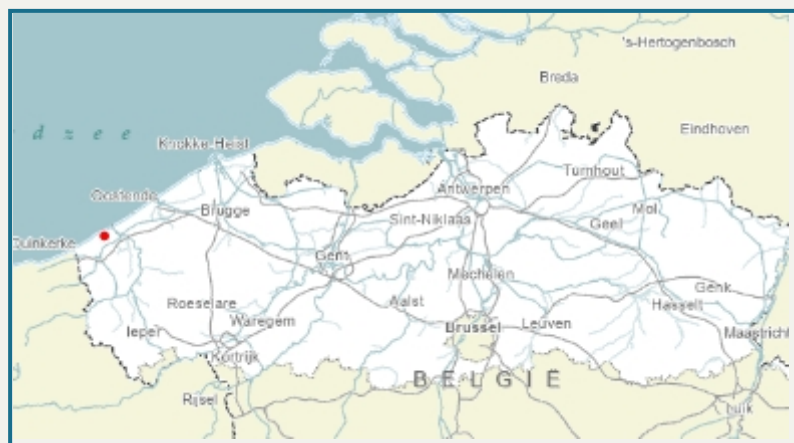 's-Hertogenbosch
Breda
d z e e
Eindhoven
Knokke-Heist
Turnhout
Oostende
Antwerpen
Mol
Brugge
Sint-Niklaas
Geel
Duinkerke
Gent
Mechelen
Genk
Roeselare
Aalst
Hasselt
Waregem
Brussel
Leuven
Ieper
Maastricht
Kortrijk
BELGIË
Rijsel
Luik